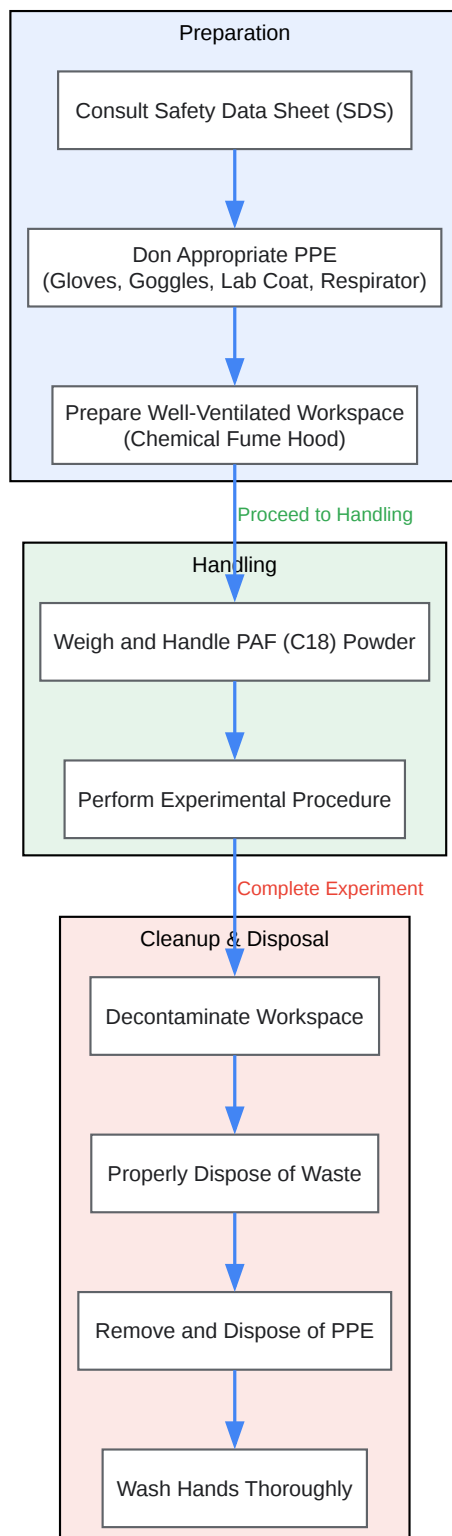 Preparation
Consult Safety Data Sheet (SDS)
Don Appropriate PPE
(Gloves, Goggles, Lab Coat, Respirator)
Prepare Well-Ventilated Workspace
(Chemical Fume Hood)
Proceed to Handling
Handling
Weigh and Handle PAF (C18) Powder
Perform Experimental Procedure
Complete Experiment
Cleanup & Disposal
Decontaminate Workspace
Properly Dispose of Waste
Remove and Dispose of PPE
Wash Hands Thoroughly